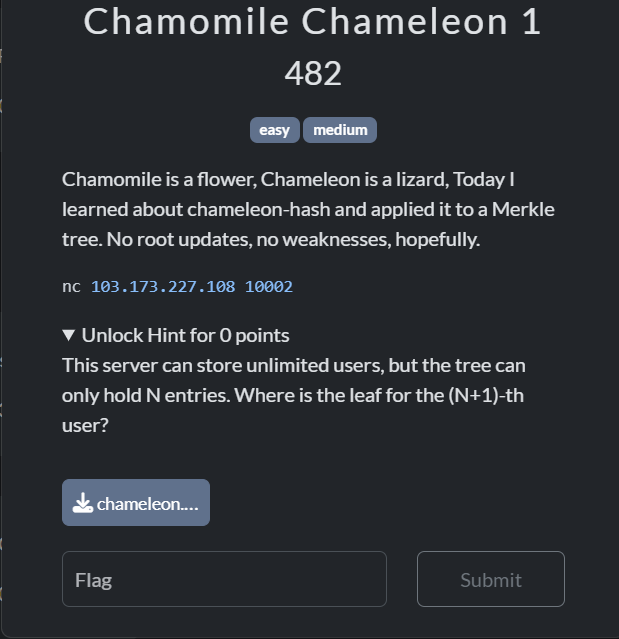 Chamomile Chameleon 1
482
easy medium
Chamomile is a flower, Chameleon is a lizard, Today I
learned about chameleon-hash and applied it to a Merkle
tree. No root updates, no weaknesses, hopefully.
nc 103.173.227.108 10002
▼ Unlock Hint for 0 points
This server can store unlimited users, but the tree can
only hold N entries. Where is the leaf for the (N+1)-th
user?
chameleon....
Flag
Submit